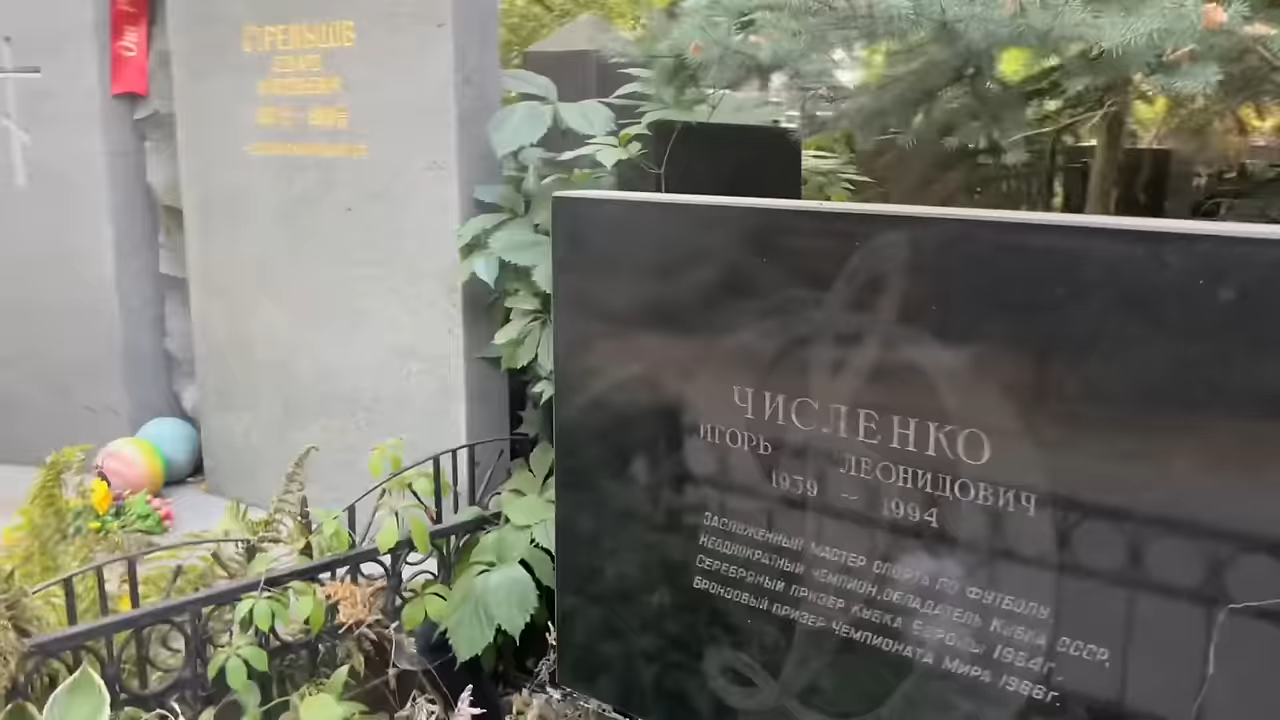 СТРЕЛЬЦОВ
ЧИСЛЕНКО
ИГОРЬ ЛЕОНИДОВИЧ
1939 ~ 1994
ЗАСЛУЖЕННЫЙ МАСТЕР СПОРТА ПО ФУТБОЛУ
НЕОДНОКРАТНЫЙ ЧЕМПИОН, ОБЛАДАТЕЛЬ КУБКА СССР,
СЕРЕБРЯНЫЙ ПРИЗЕР КУБКА ЕВРОПЫ 1964г.
БРОНЗОВЫЙ ПРИЗЕР ЧЕМПИОНАТА МИРА 1966г.